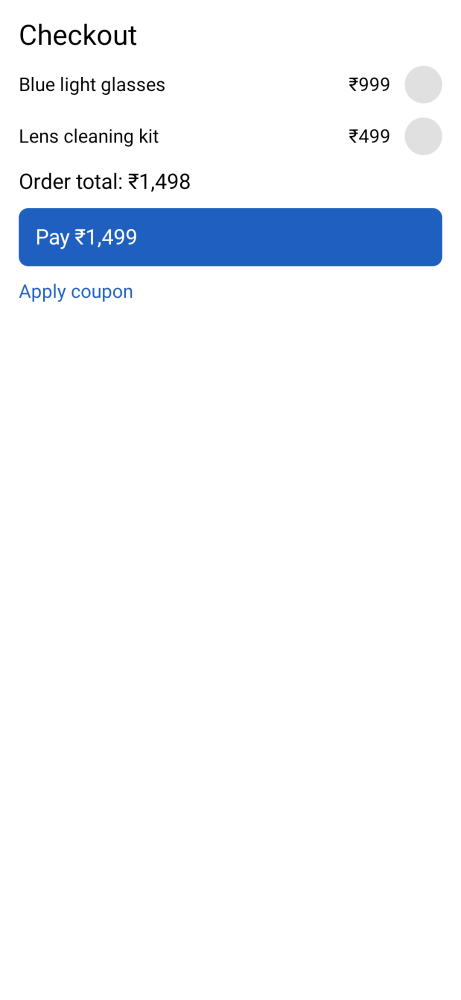 Checkout
Blue light glasses ₹999
Lens cleaning kit ₹499
Order total: ₹1,498
Pay ₹1,499
Apply coupon